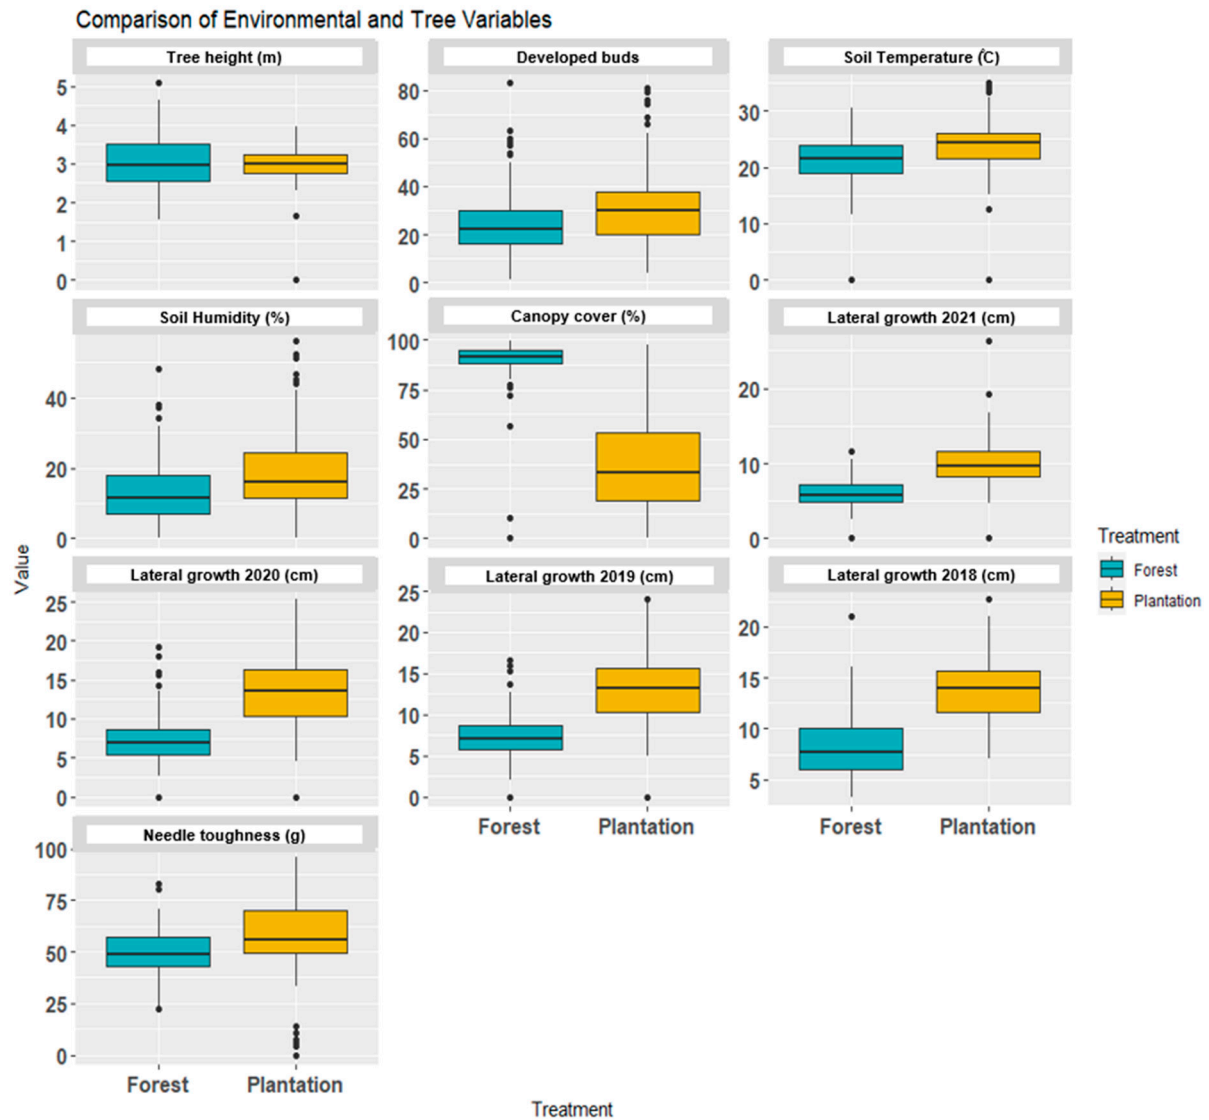 Comparison of Environmental and Tree Variables
Tree height (m)
5
4
3
2
1
0
Developed buds
80
60
40
20
0
Soil Temperature (C̊)
30
20
10
0
Soil Humidity (%)
40
20
0
Canopy cover (%)
100
75
50
25
0
Lateral growth 2021 (cm)
20
10
0
Lateral growth 2020 (cm)
25
20
15
10
5
0
Lateral growth 2019 (cm)
25
20
15
10
5
0
Forest Plantation
Lateral growth 2018 (cm)
20
15
10
5
Forest Plantation
Needle toughness (g)
100
75
50
25
0
Forest Plantation
Value
Treatment
Treatment
Forest
Plantation